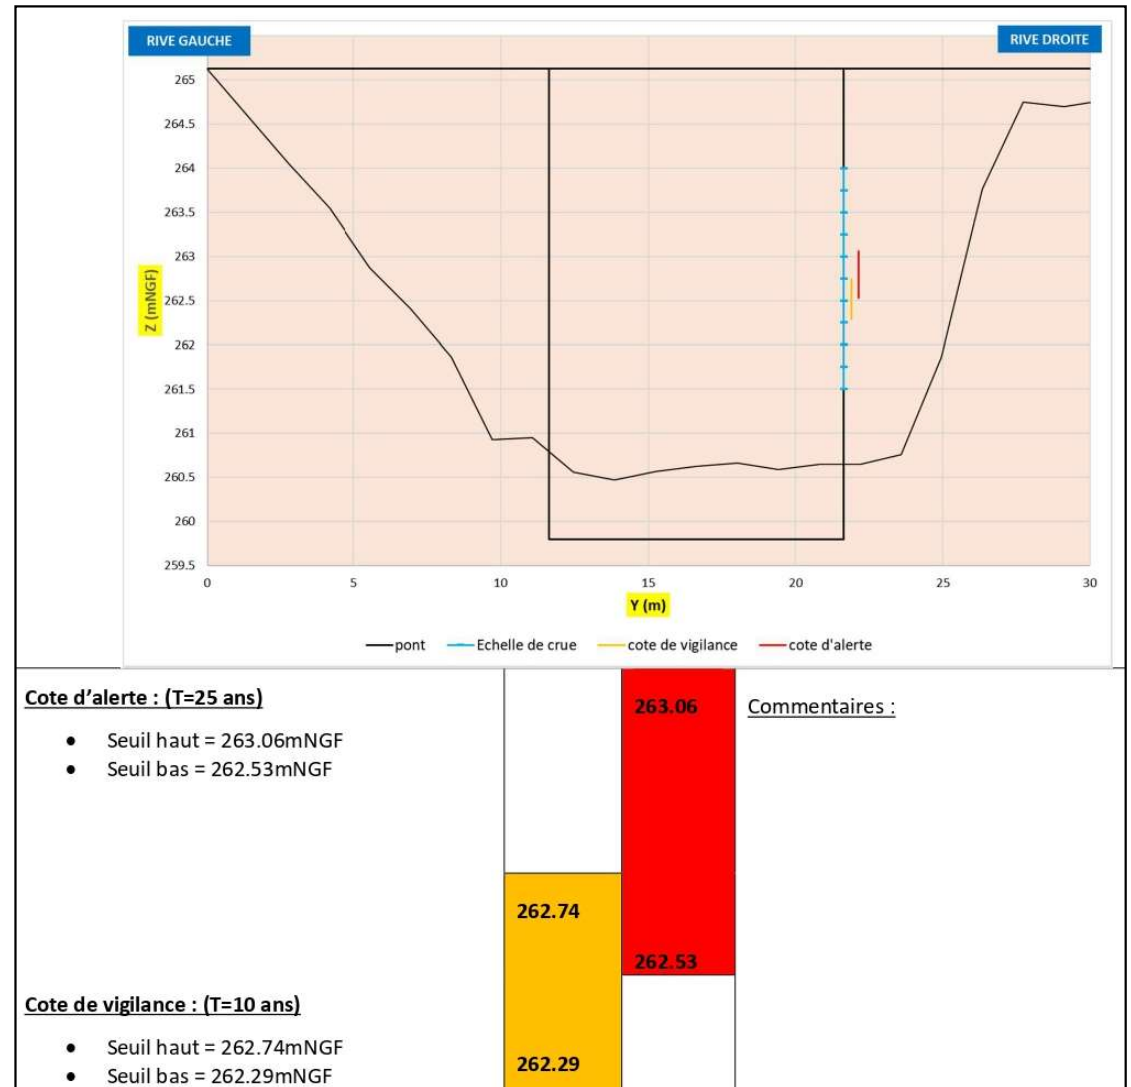 RIVE GAUCHE
RIVE DROITE
265
264.5
264
263.5
263
262.5
262
261.5
261
260.5
260
259.5
Z (mNGF)
0 5 10 15 20 25 30
Y (m)
pont Echelle de crue cote de vigilance cote d'alerte
Cote d’alerte : (T=25 ans)
• Seuil haut = 263.06mNGF
• Seuil bas = 262.53mNGF
263.06
Commentaires :
262.74
262.53
Cote de vigilance : (T=10 ans)
• Seuil haut = 262.74mNGF
• Seuil bas = 262.29mNGF
262.29